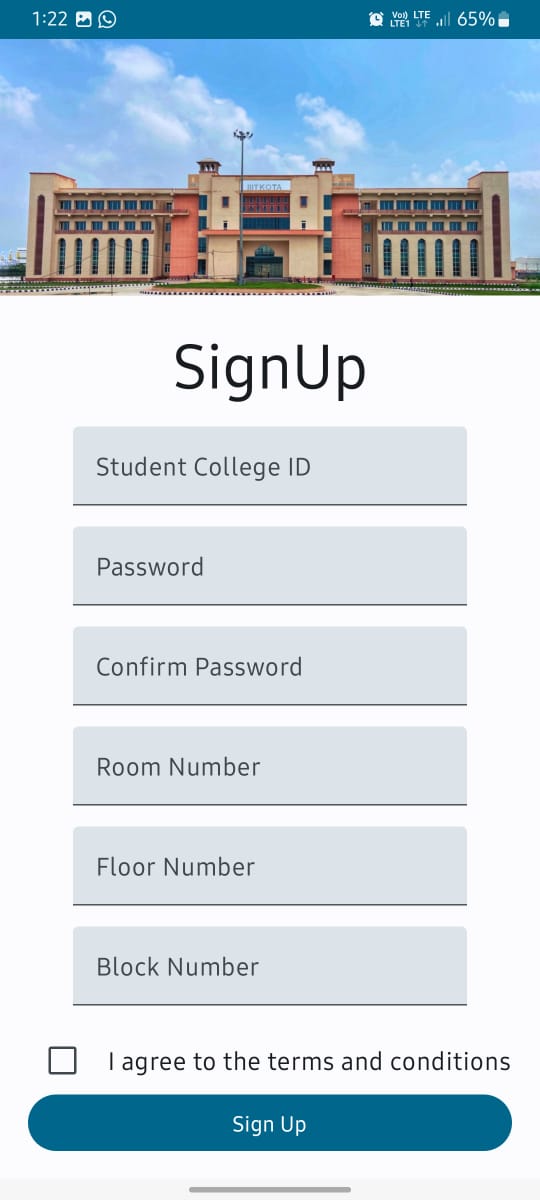 1:22
Vo) LTE
LTE1
65%
IIIT KOTA
SignUp
Student College ID
Password
Confirm Password
Room Number
Floor Number
Block Number
I agree to the terms and conditions
Sign Up